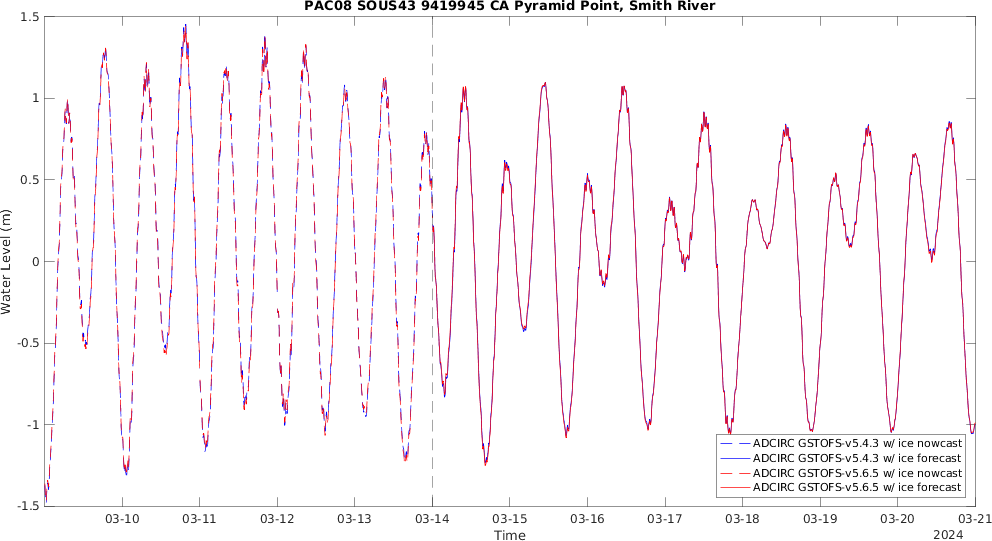 PAC08 SOUS43 9419945 CA Pyramid Point, Smith River
1.5
1
0.5
0
-0.5
-1
-1.5
Water Level (m)
ADCIRC GSTOFS-v5.4.3 w/ ice nowcast
ADCIRC GSTOFS-v5.4.3 w/ ice forecast
ADCIRC GSTOFS-v5.6.5 w/ ice nowcast
ADCIRC GSTOFS-v5.6.5 w/ ice forecast
03-10 03-11 03-12 03-13 03-14 03-15 03-16 03-17 03-18 03-19 03-20 03-21
Time
2024